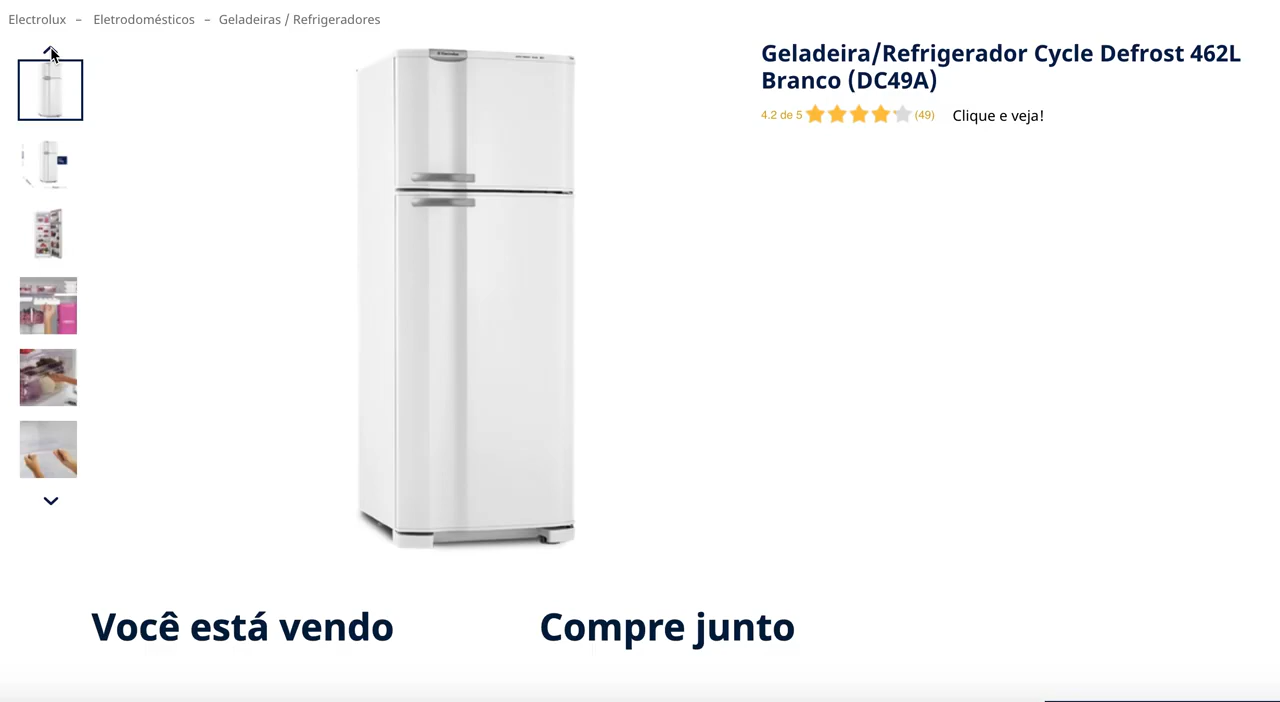 Electrolux – Eletrodomésticos – Geladeiras / Refrigeradores
Geladeira/Refrigerador Cycle Defrost 462L
Branco (DC49A)
4.2 de 5 (49) Clique e veja!
Electrolux
Você está vendo Compre junto